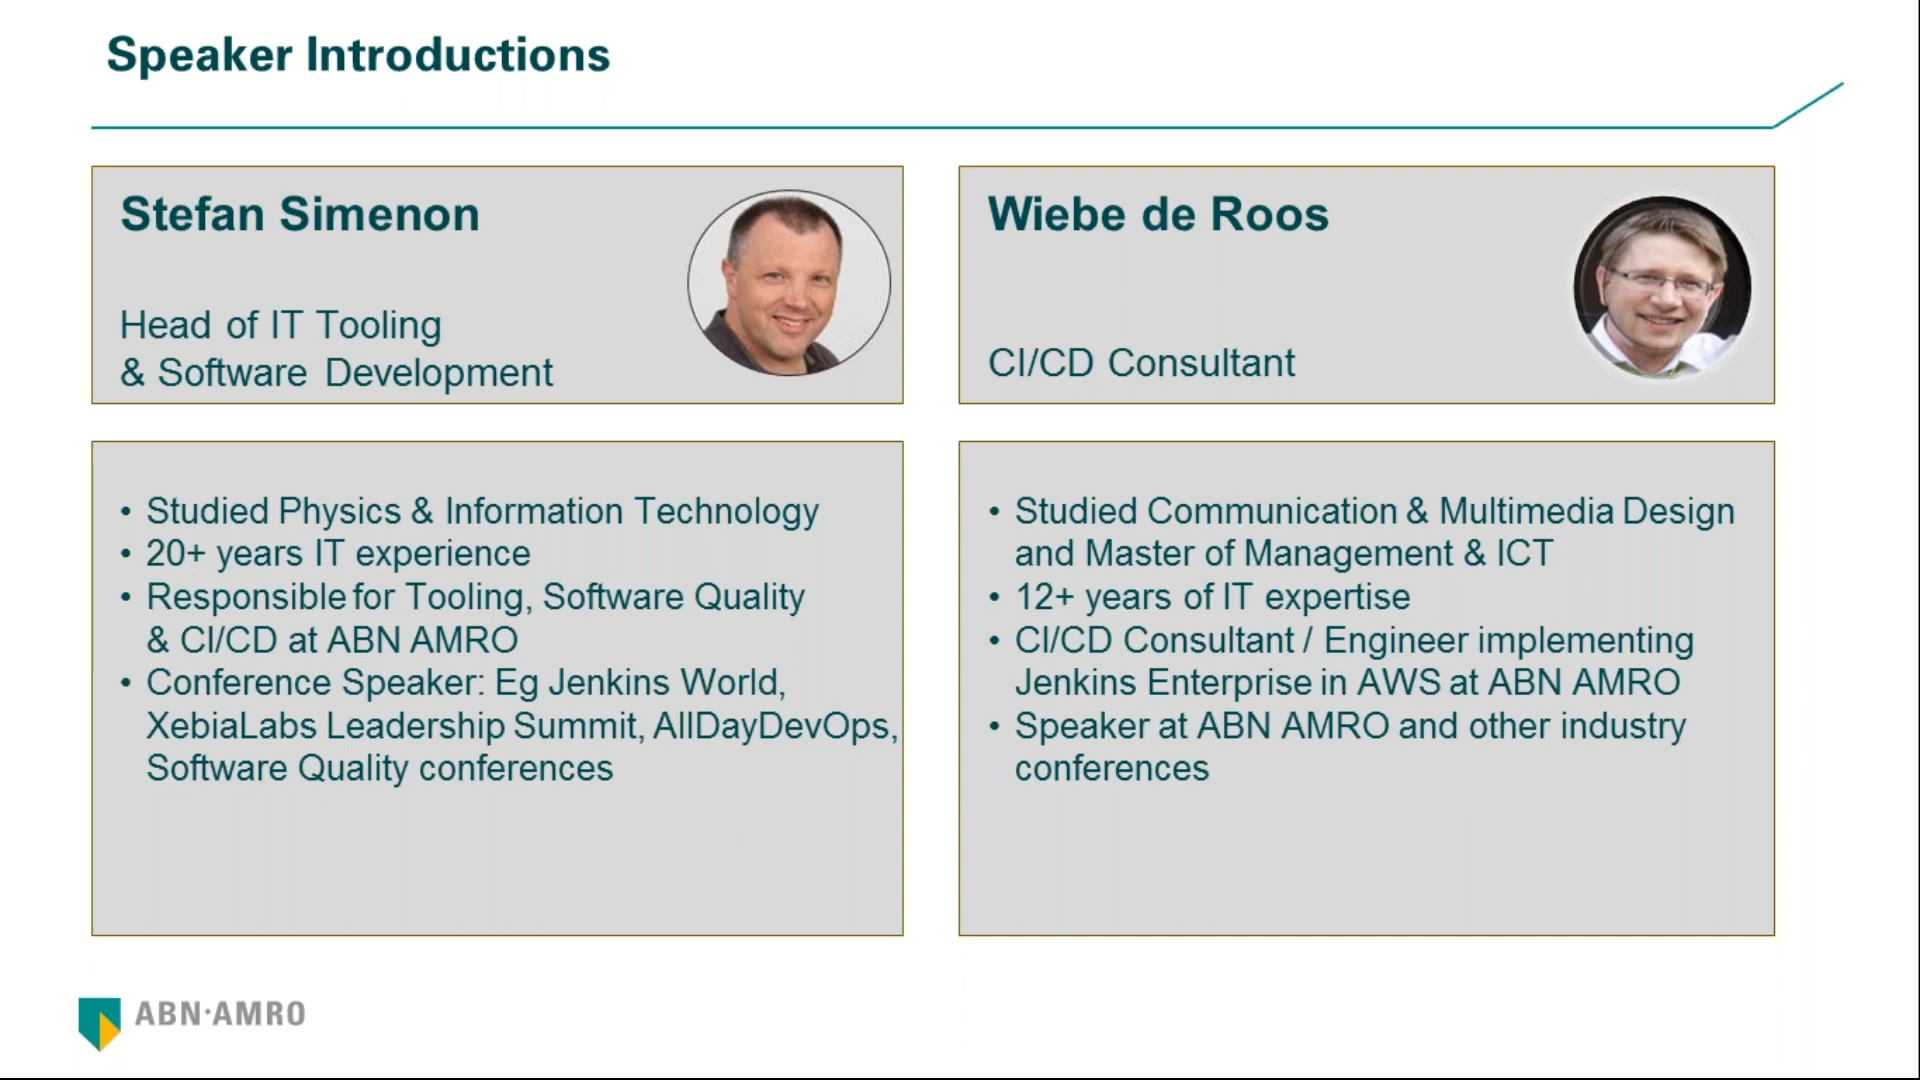 Speaker Introductions
Stefan Simenon
Head of IT Tooling
& Software Development
Wiebe de Roos
CI/CD Consultant
• Studied Physics & Information Technology
• 20+ years IT experience
• Responsible for Tooling, Software Quality
& CI/CD at ABN AMRO
• Conference Speaker: Eg Jenkins World,
XebiaLabs Leadership Summit, AllDayDevOps,
Software Quality conferences
• Studied Communication & Multimedia Design
and Master of Management & ICT
• 12+ years of IT expertise
• CI/CD Consultant / Engineer implementing
Jenkins Enterprise in AWS at ABN AMRO
• Speaker at ABN AMRO and other industry
conferences
ABN·AMRO